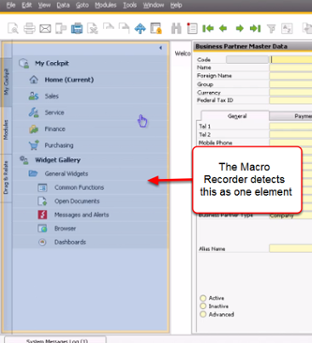 File Edit View Data Goto Modules Tools Window Help
My Cockpit
Modules
Drag & Relate
My Cockpit
Home (Current)
Sales
Service
Finance
Purchasing
Widget Gallery
General Widgets
Common Functions
Open Documents
Messages and Alerts
Browser
Dashboards
Welco
Business Partner Master Data
Code
Name
Foreign Name
Group
Currency
Federal Tax ID
General
Payme
Tel 1
Tel 2
Mobile Phone
The Macro
Recorder detects
this as one element
Business Partner Type Company
Alias Name
Active
Inactive
Advanced
System Messages Log (1)